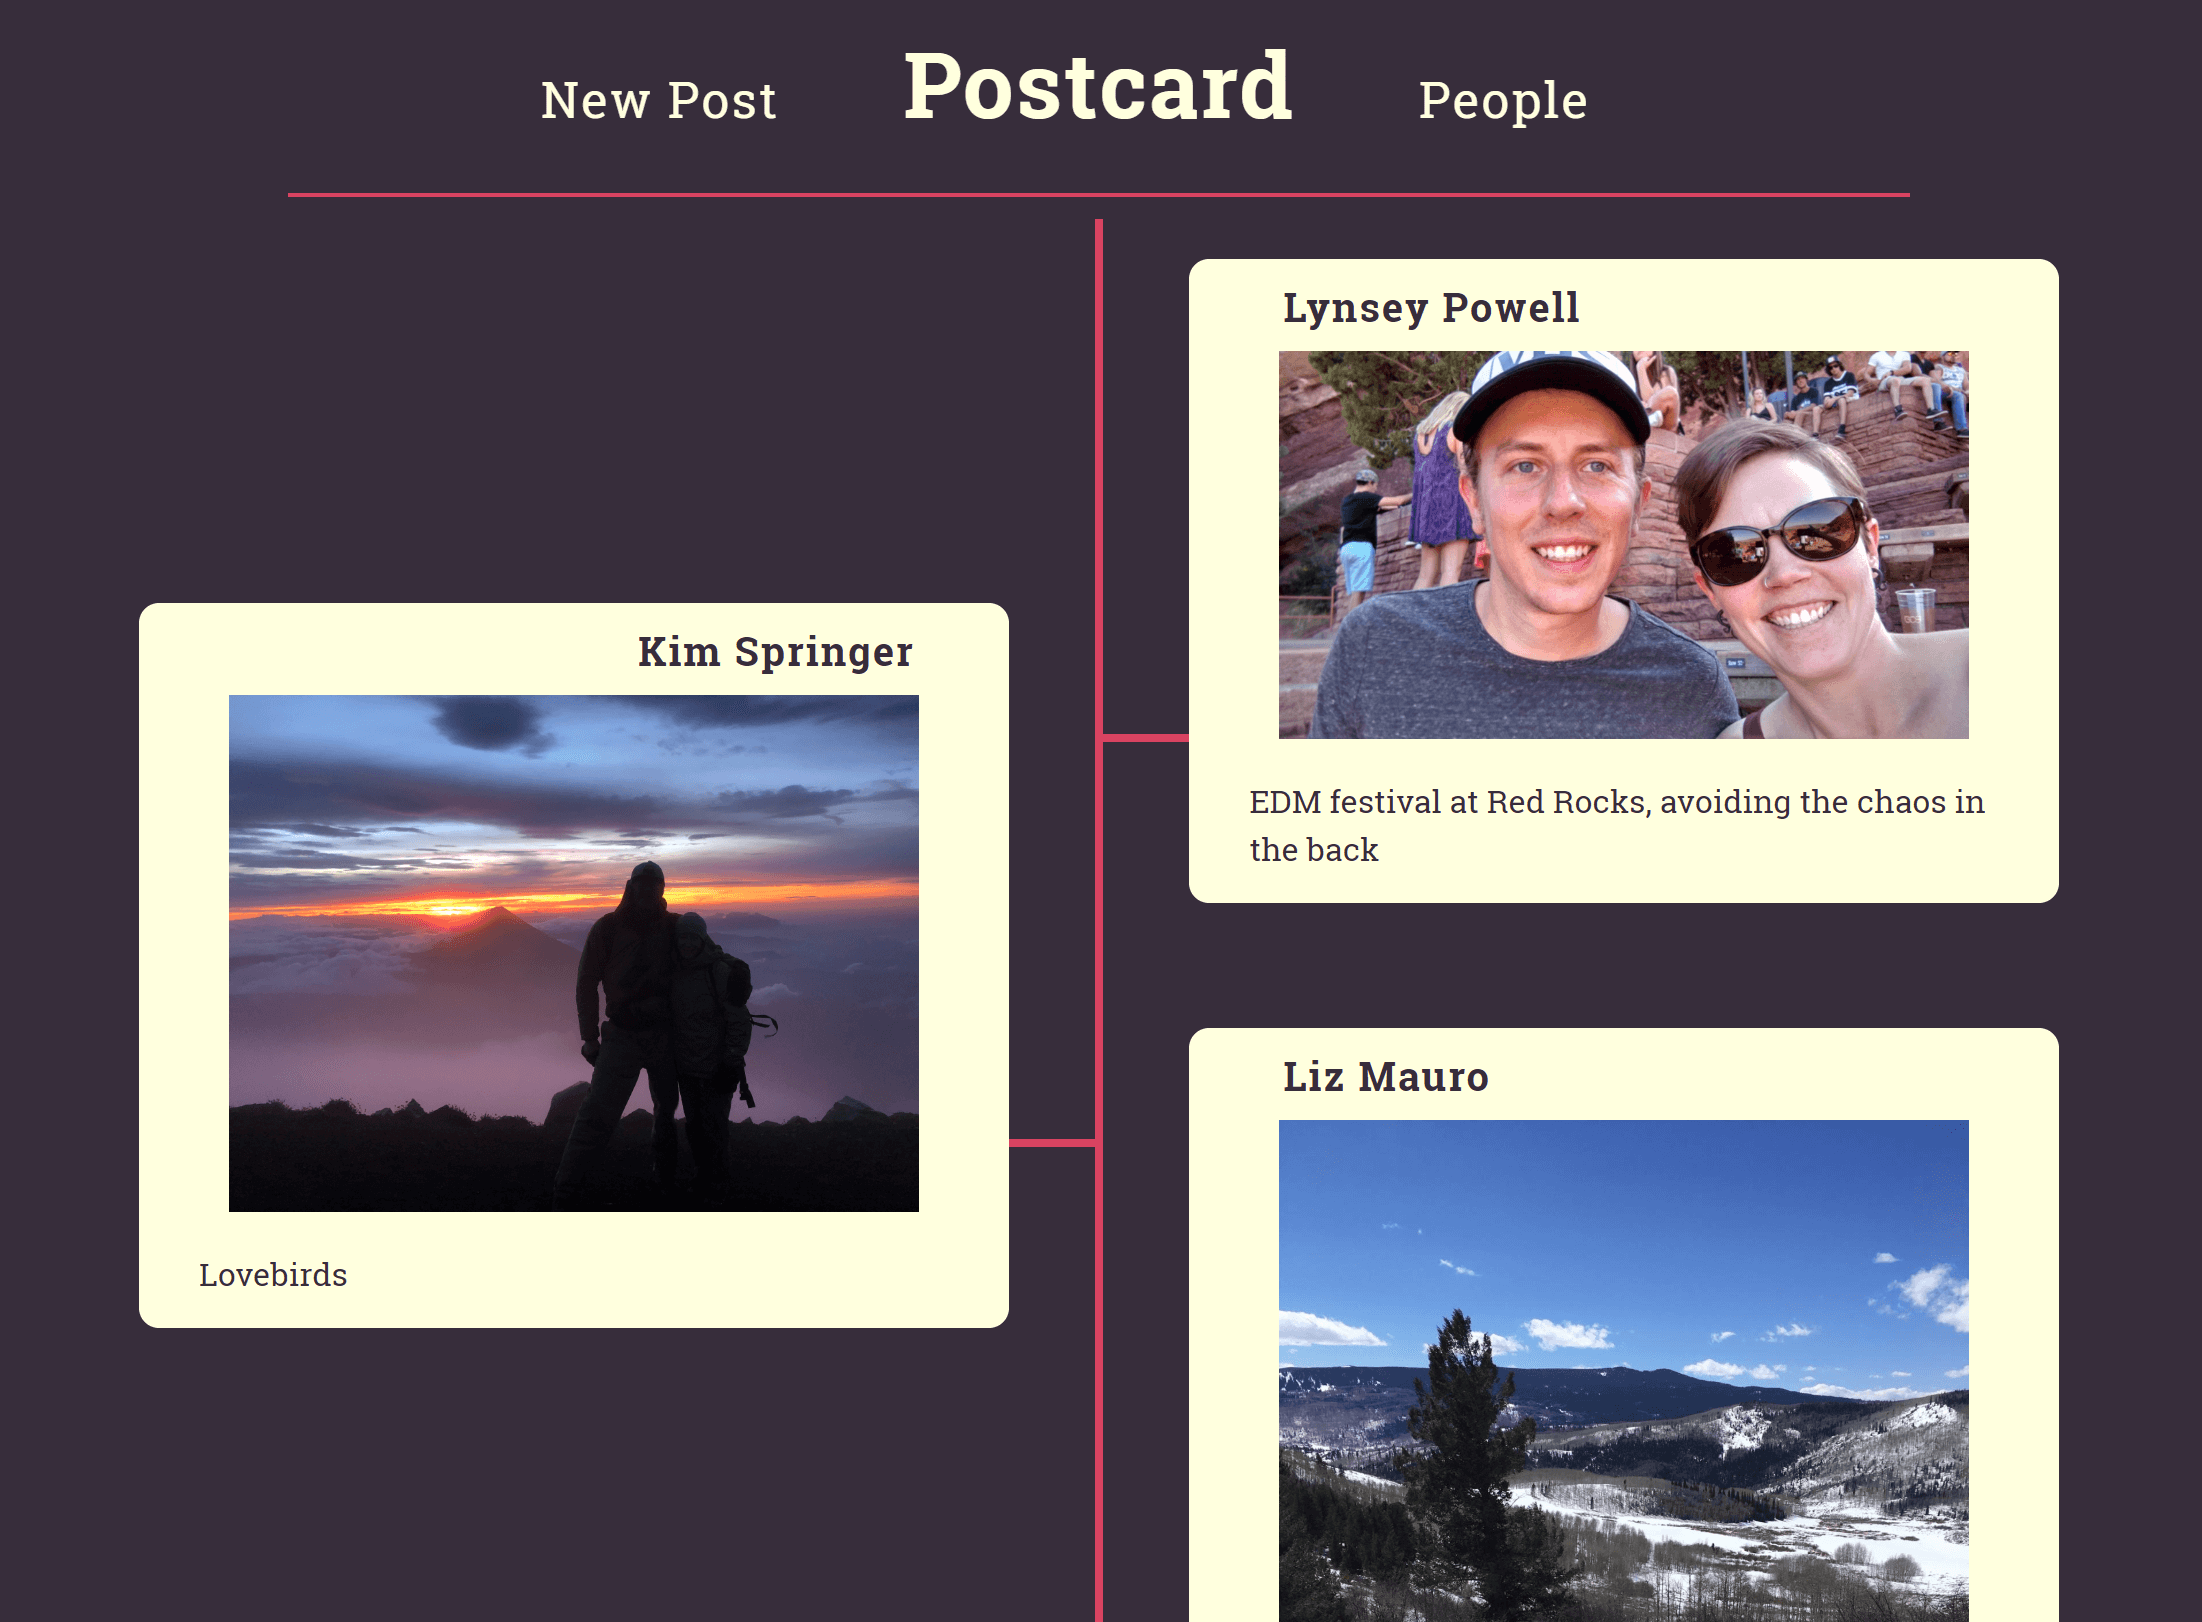 New Post
Postcard
People
Lynsey Powell
EDM festival at Red Rocks, avoiding the chaos in
the back
Kim Springer
Lovebirds
Liz Mauro